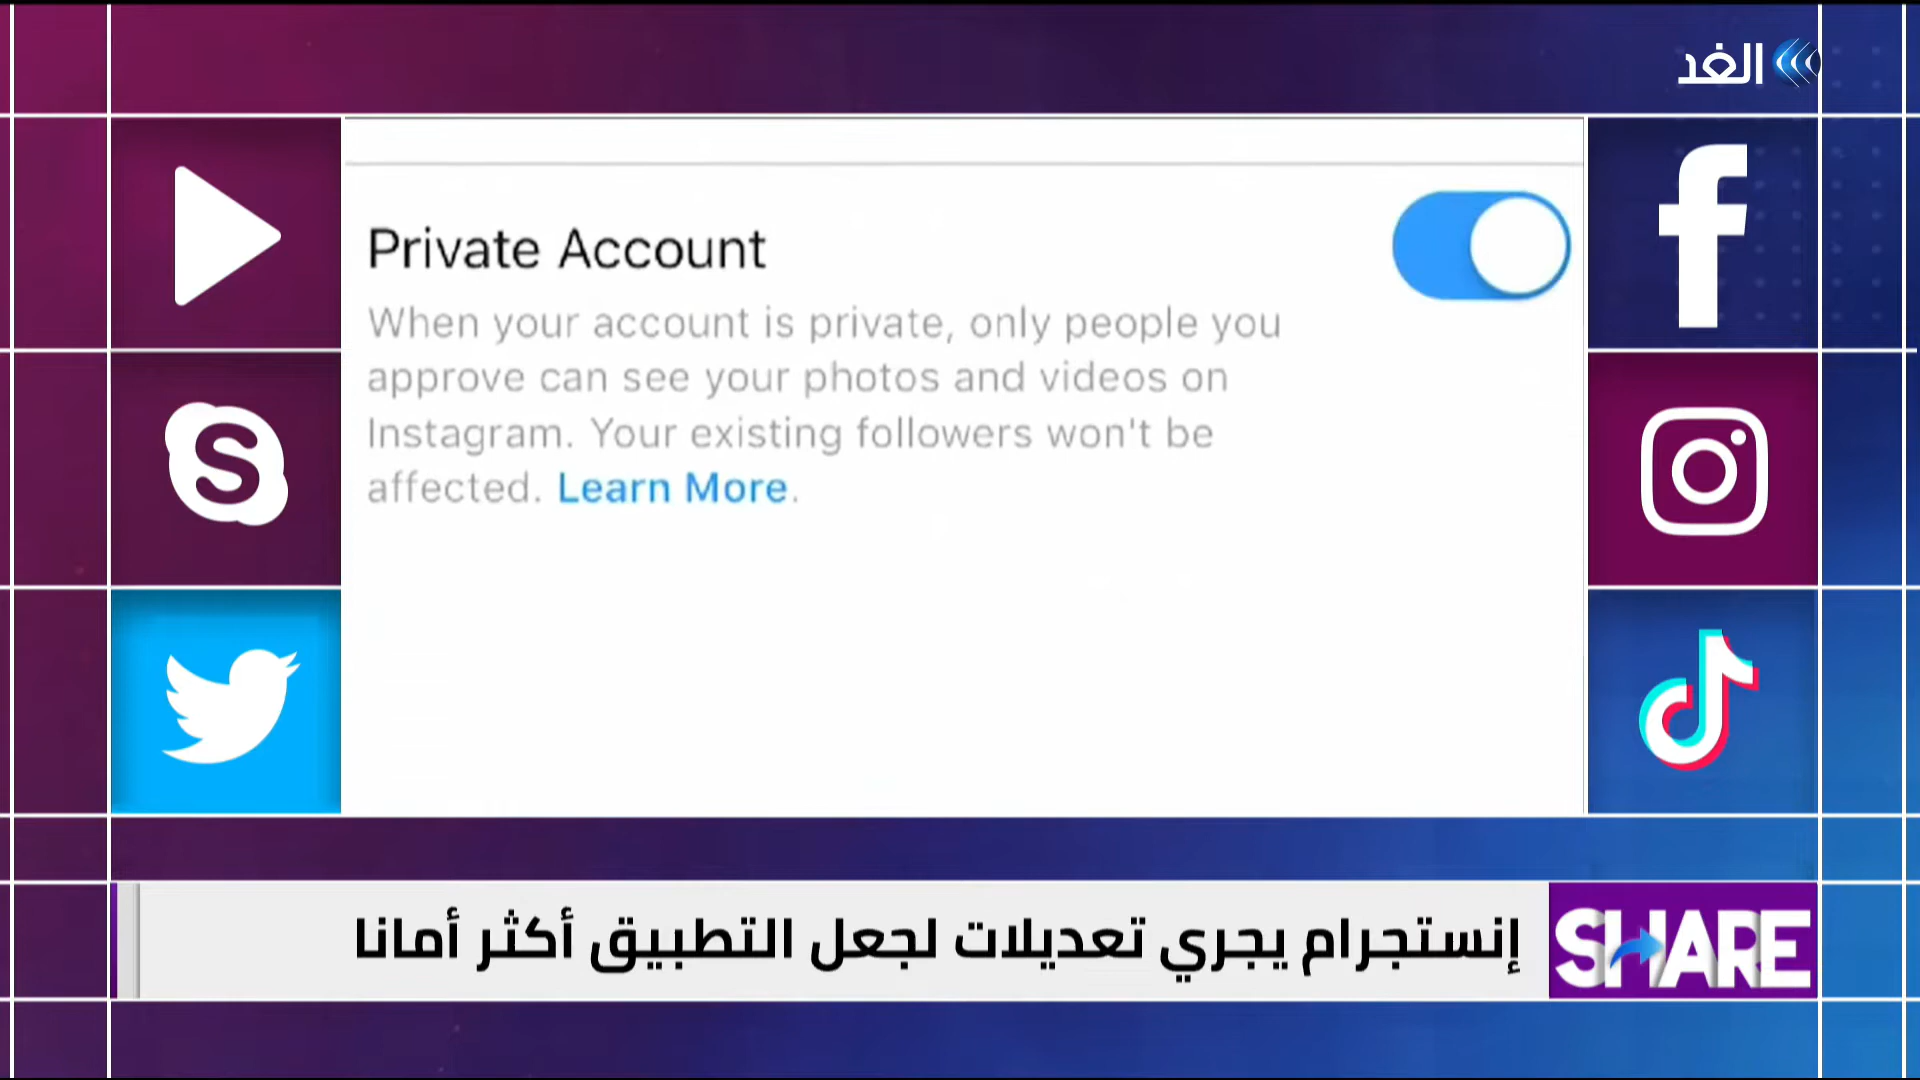 الغد
Private Account
When your account is private, only people you
approve can see your photos and videos on
Instagram. Your existing followers won't be
affected. Learn More.
إنستجرام يجري تعديلات لجعل التطبيق أكثر أمانا
SHARE